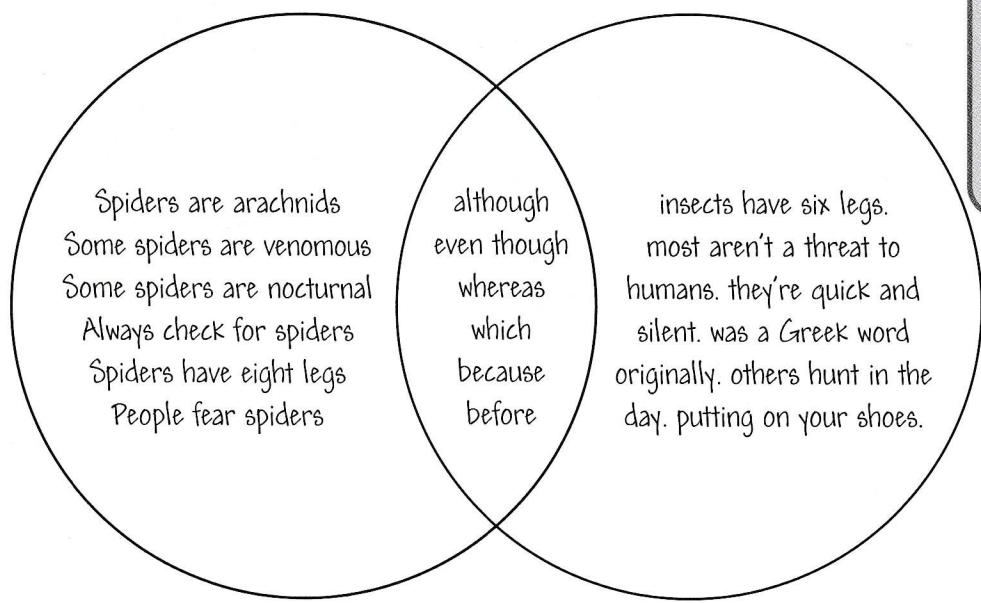 Spiders are arachnids
Some spiders are venomous
Some spiders are nocturnal
Always check for spiders
Spiders have eight legs
People fear spiders
although
even though
whereas
which
because
before
insects have six legs.
most aren't a threat to
humans. they're quick and
silent. was a Greek word
originally. others hunt in the
day. putting on your shoes.